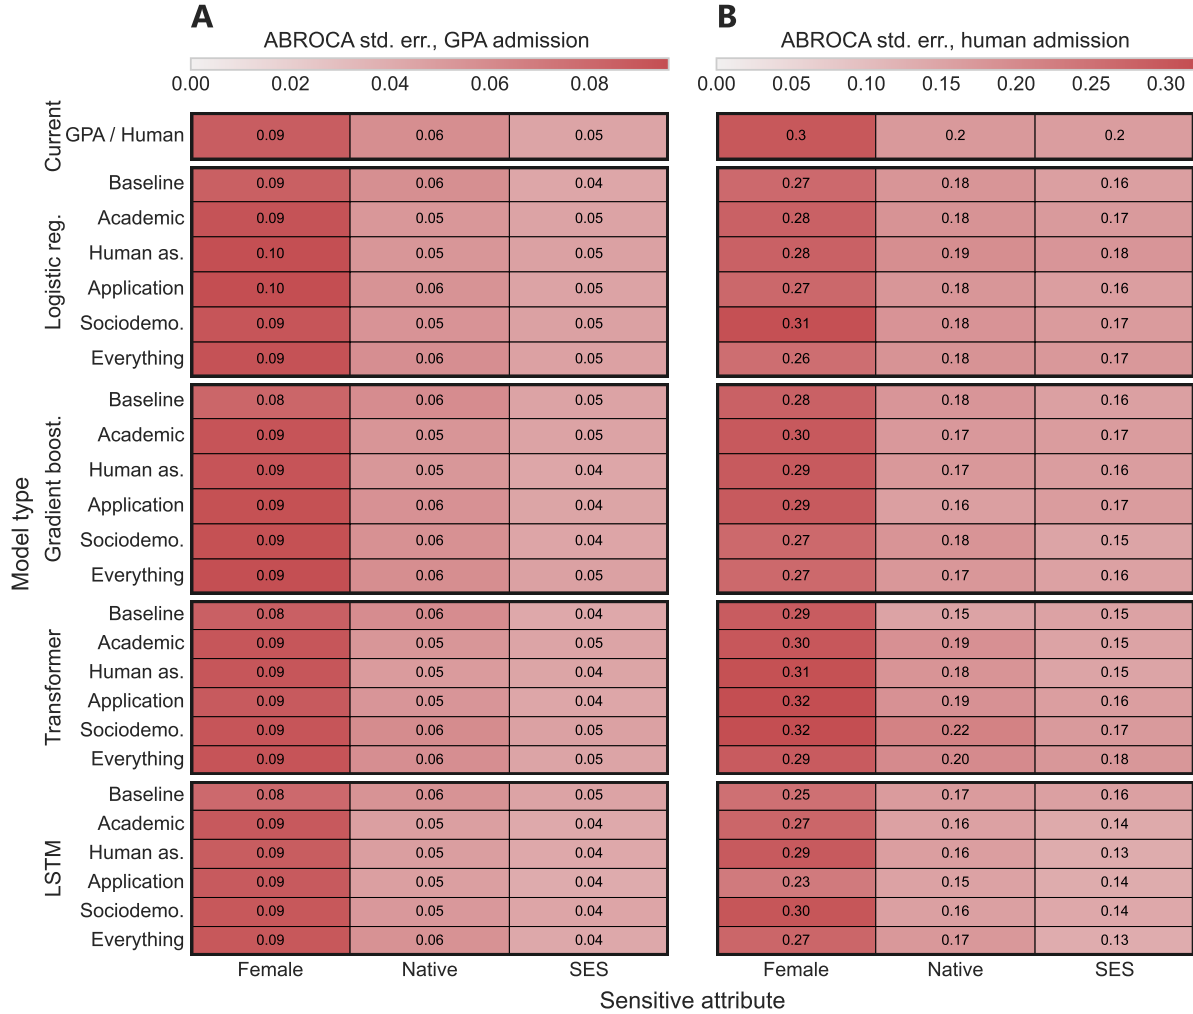 A
B
ABROCA std. err., GPA admission
ABROCA std. err., human admission
0.00 0.02 0.04 0.06 0.08
0.00 0.05 0.10 0.15 0.20 0.25 0.30
Model type
Current
GPA / Human 0.09 0.06 0.05 0.3 0.2 0.2
Logistic reg.
Baseline 0.09 0.06 0.04 0.27 0.18 0.16
Academic 0.09 0.05 0.05 0.28 0.18 0.17
Human as. 0.10 0.05 0.05 0.28 0.19 0.18
Application 0.10 0.06 0.05 0.27 0.18 0.16
Sociodemo. 0.09 0.05 0.05 0.31 0.18 0.17
Everything 0.09 0.06 0.05 0.26 0.18 0.17
Gradient boost.
Baseline 0.08 0.06 0.05 0.28 0.18 0.16
Academic 0.09 0.05 0.05 0.30 0.17 0.17
Human as. 0.09 0.05 0.04 0.29 0.17 0.16
Application 0.09 0.06 0.04 0.29 0.16 0.17
Sociodemo. 0.09 0.06 0.04 0.27 0.18 0.15
Everything 0.09 0.06 0.05 0.27 0.17 0.16
Transformer
Baseline 0.08 0.06 0.04 0.29 0.15 0.15
Academic 0.09 0.05 0.05 0.30 0.19 0.15
Human as. 0.09 0.05 0.04 0.31 0.18 0.15
Application 0.09 0.05 0.04 0.32 0.19 0.16
Sociodemo. 0.09 0.06 0.05 0.32 0.22 0.17
Everything 0.09 0.06 0.05 0.29 0.20 0.18
LSTM
Baseline 0.08 0.06 0.05 0.25 0.17 0.16
Academic 0.09 0.05 0.04 0.27 0.16 0.14
Human as. 0.09 0.05 0.04 0.29 0.16 0.13
Application 0.09 0.05 0.04 0.23 0.15 0.14
Sociodemo. 0.09 0.05 0.04 0.30 0.16 0.14
Everything 0.09 0.06 0.04 0.27 0.17 0.13
Female Native SES Female Native SES
Sensitive attribute